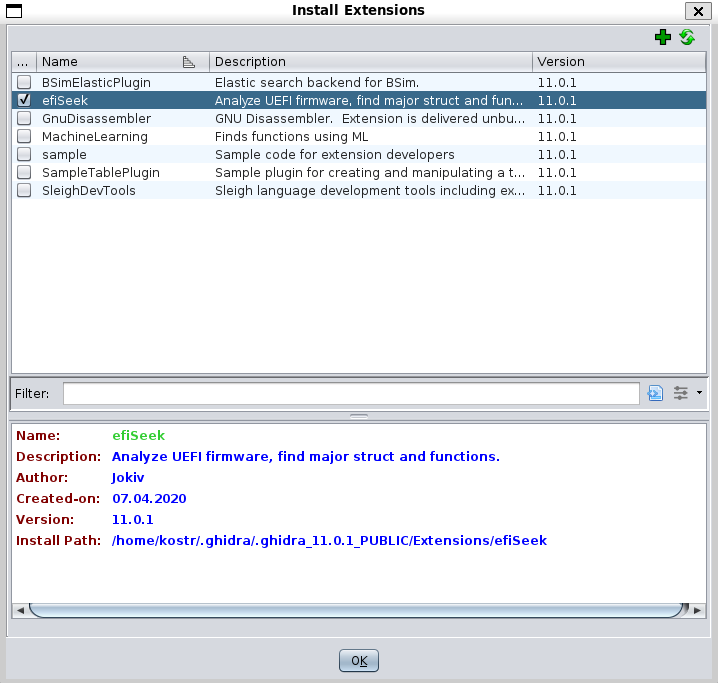 Install Extensions
... Name Description Version
BSimElasticPlugin Elastic search backend for BSim. 11.0.1
efiSeek Analyze UEFI firmware, find major struct and fun... 11.0.1
GnuDisassembler GNU Disassembler.  Extension is delivered unbu... 11.0.1
MachineLearning Finds functions using ML 11.0.1
sample Sample code for extension developers 11.0.1
SampleTablePlugin Sample plugin for creating and manipulating a t... 11.0.1
SleighDevTools Sleigh language development tools including ex... 11.0.1
Filter:
Name: efiSeek
Description: Analyze UEFI firmware, find major struct and functions.
Author: Jokiv
Created-on: 07.04.2020
Version: 11.0.1
Install Path: /home/kostr/.ghidra/.ghidra_11.0.1_PUBLIC/Extensions/efiSeek
OK